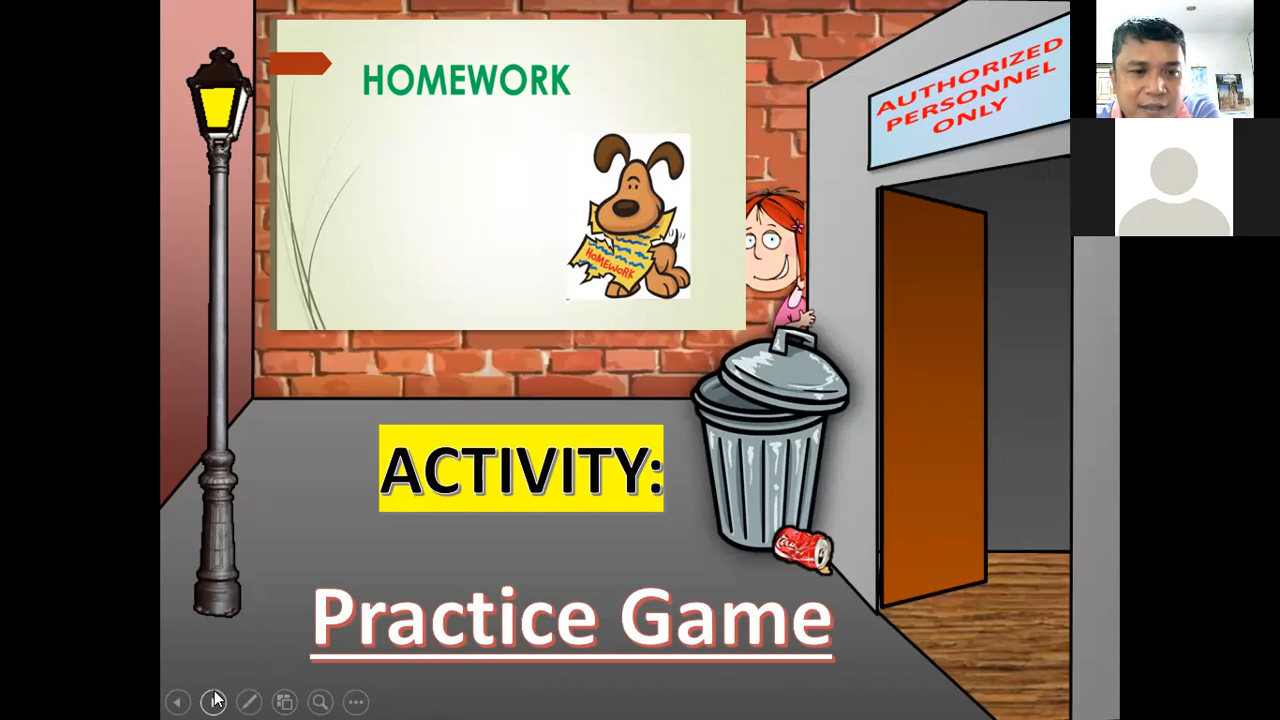 HOMEWORK
HOMEWORK
AUTHORIZED
PERSONNEL
ONLY
ACTIVITY:
Practice Game